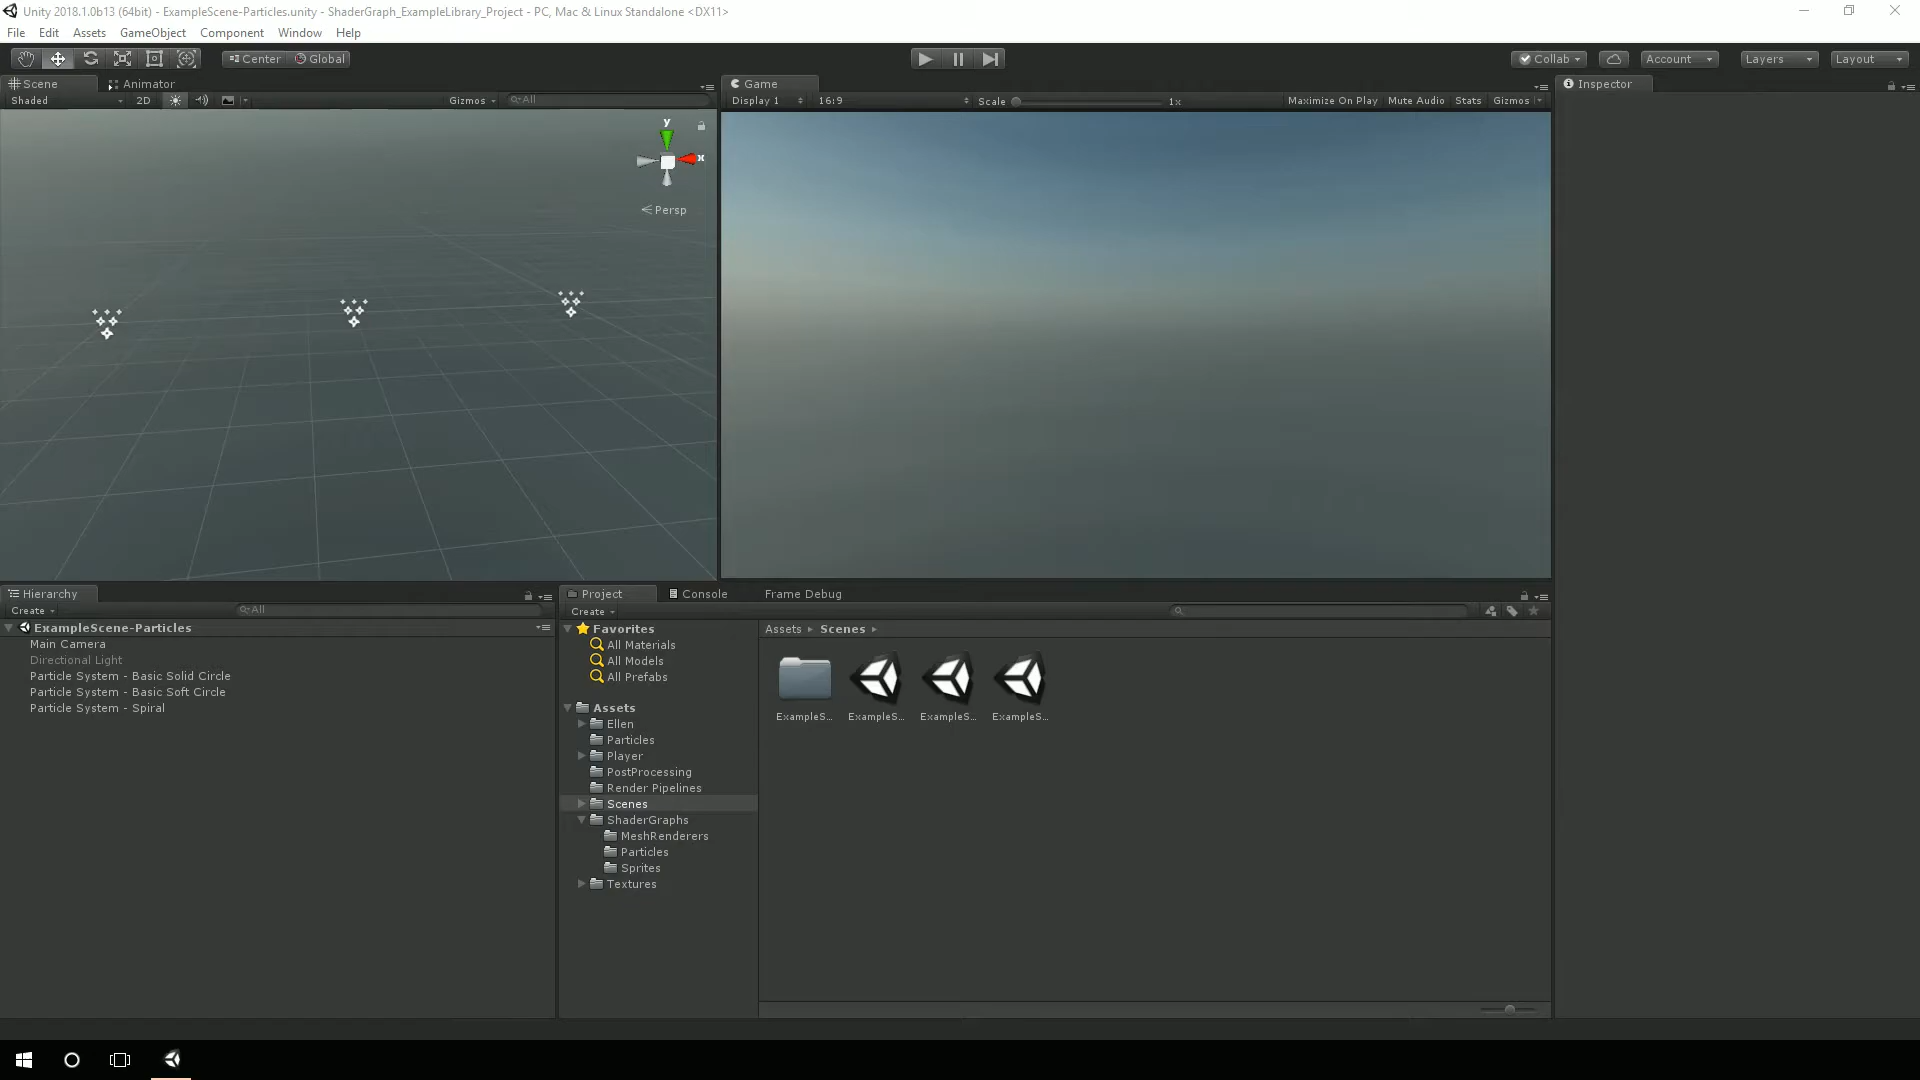 Unity 2018.1.0b13 (64bit) - ExampleScene-Particles.unity - ShaderGraph_ExampleLibrary_Project - PC, Mac & Linux Standalone <DX11>
File Edit Assets GameObject Component Window Help
Center Global
Collab Account Layers Layout
Scene Animator
Shaded 2D Gizmos All
y
x
Persp
Game
Display 1 16:9 Scale 1x Maximize On Play Mute Audio Stats Gizmos
Inspector
Hierarchy
Create All
ExampleScene-Particles
Main Camera
Directional Light
Particle System - Basic Solid Circle
Particle System - Basic Soft Circle
Particle System - Spiral
Project Console Frame Debug
Create
Favorites
All Materials
All Models
All Prefabs
Assets
Ellen
Particles
Player
PostProcessing
Render Pipelines
Scenes
ShaderGraphs
MeshRenderers
Particles
Sprites
Textures
Assets Scenes
ExampleS... ExampleS... ExampleS... ExampleS...